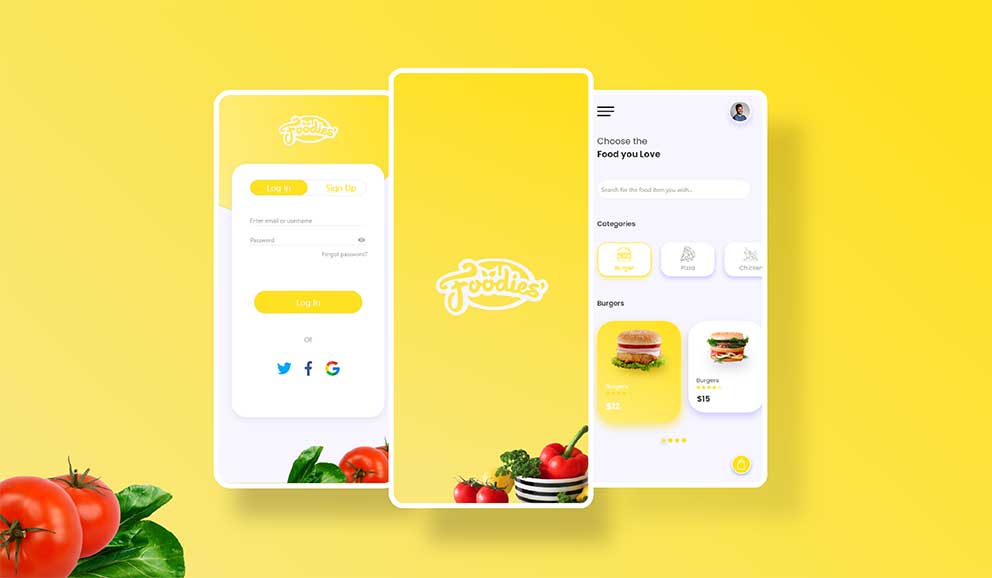 Foodies'
Log In
Sign Up
Enter email or username
Password
Forgot password?
Log In
OR
Foodies'
Choose the
Food you Love
Search for the food item you wish...
Categories
Burger
Pizza
Chicken
Burgers
Burgers
$12
Burgers
$15